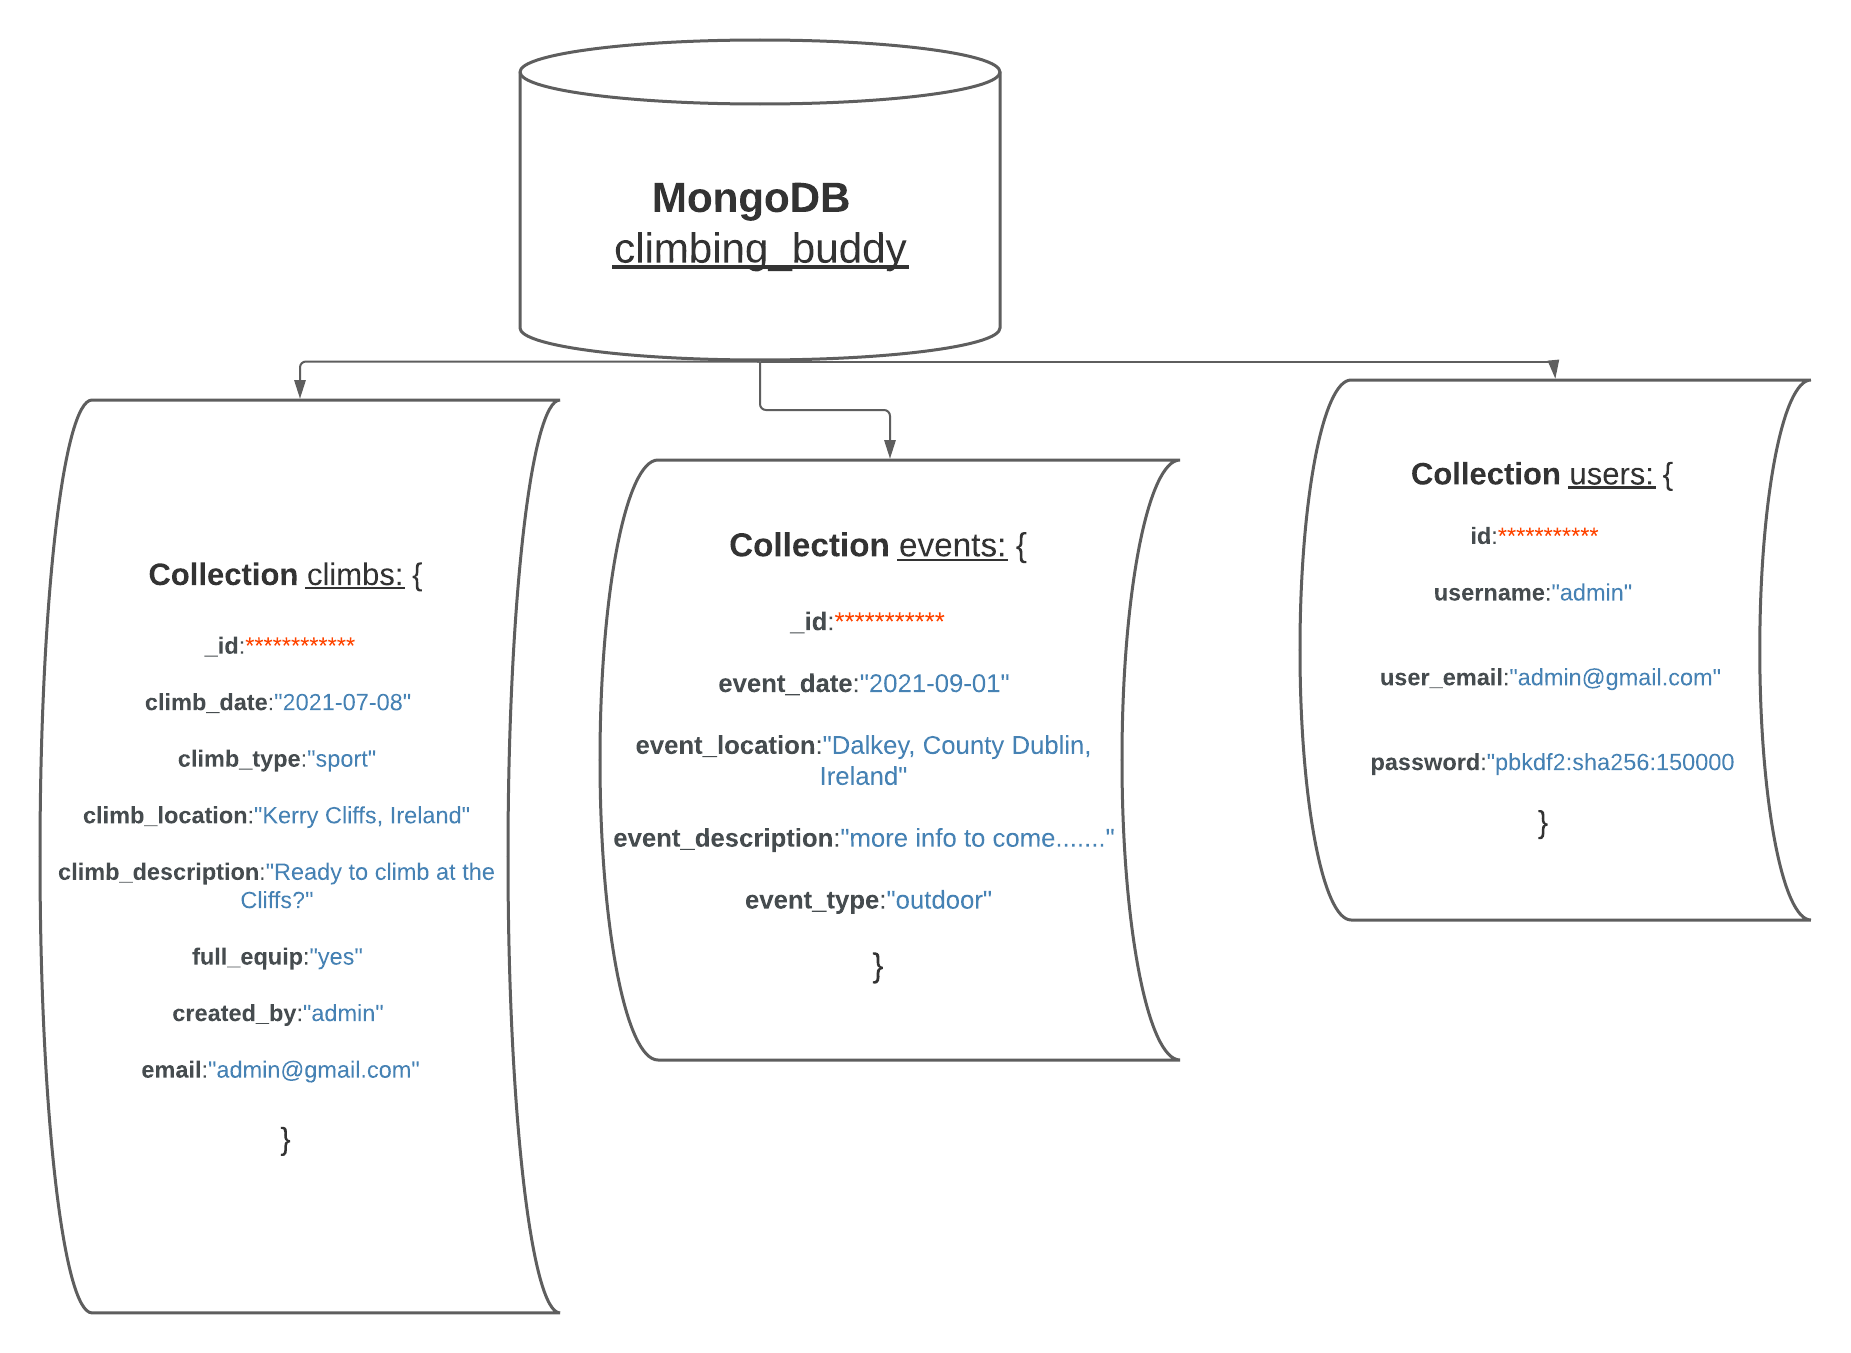 MongoDB
climbing_buddy
Collection climbs: {
_id:************
climb_date:"2021-07-08"
climb_type:"sport"
climb_location:"Kerry Cliffs, Ireland"
climb_description:"Ready to climb at the
Cliffs?"
full_equip:"yes"
created_by:"admin"
email:"admin@gmail.com"
}
Collection events: {
_id:***********
event_date:"2021-09-01"
event_location:"Dalkey, County Dublin,
Ireland"
event_description:"more info to come......."
event_type:"outdoor"
}
Collection users: {
id:***********
username:"admin"
user_email:"admin@gmail.com"
password:"pbkdf2:sha256:150000
}